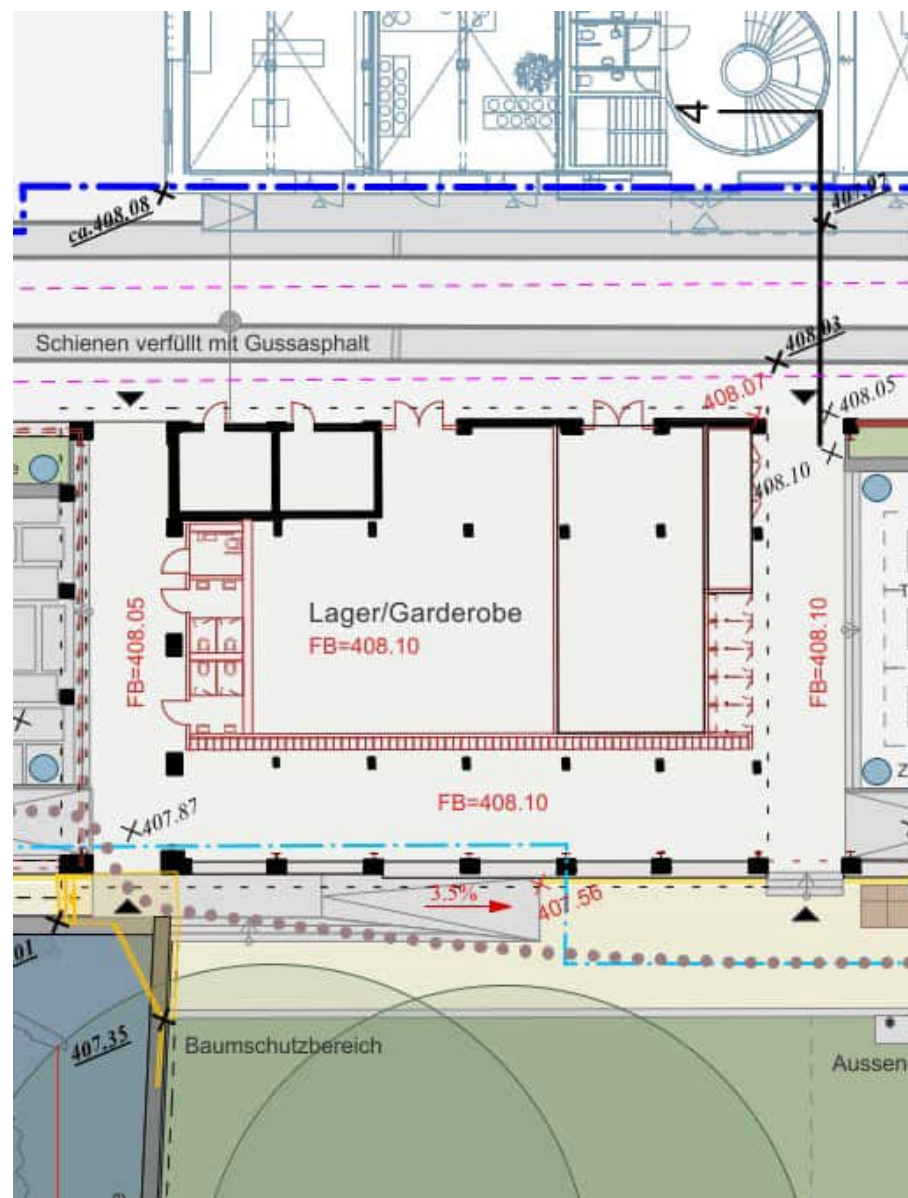 4
ca.408.08
407.97
Schienen verfüllt mit Gussasphalt
408.03
408.07
408.05
408.10
Lager/Garderobe
FB=408.10
FB=408.05
FB=408.10
FB=408.10
407.87
3.5%
407.56
01
407.35
Baumschutzbereich
Aussen
Z